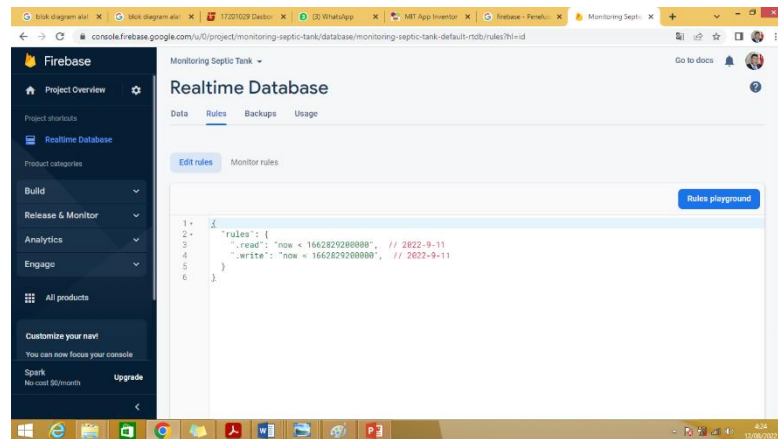 blok diagram alat
blok diagram alat
17201029 Dasbor
(3) WhatsApp
MIT App Inventor
firebase - Penelus
Monitoring Septic
console.firebase.google.com/u/0/project/monitoring-septic-tank/database/monitoring-septic-tank-default-rtdb/rules?hl=id
Firebase
Monitoring Septic Tank
Go to docs
Project Overview
Realtime Database
Project shortcuts
Data Rules Backups Usage
Realtime Database
Product categories
Edit rules Monitor rules
Build
Rules playground
Release & Monitor
Analytics
Engage
1 {
2 "rules": {
3 ".read": "now < 1662829200000", // 2022-9-11
4 ".write": "now < 1662829200000", // 2022-9-11
5 }
6 }
All products
Customize your nav!
You can now focus your console
Spark
No-cost $0/month
Upgrade
4:24
12/08/2022